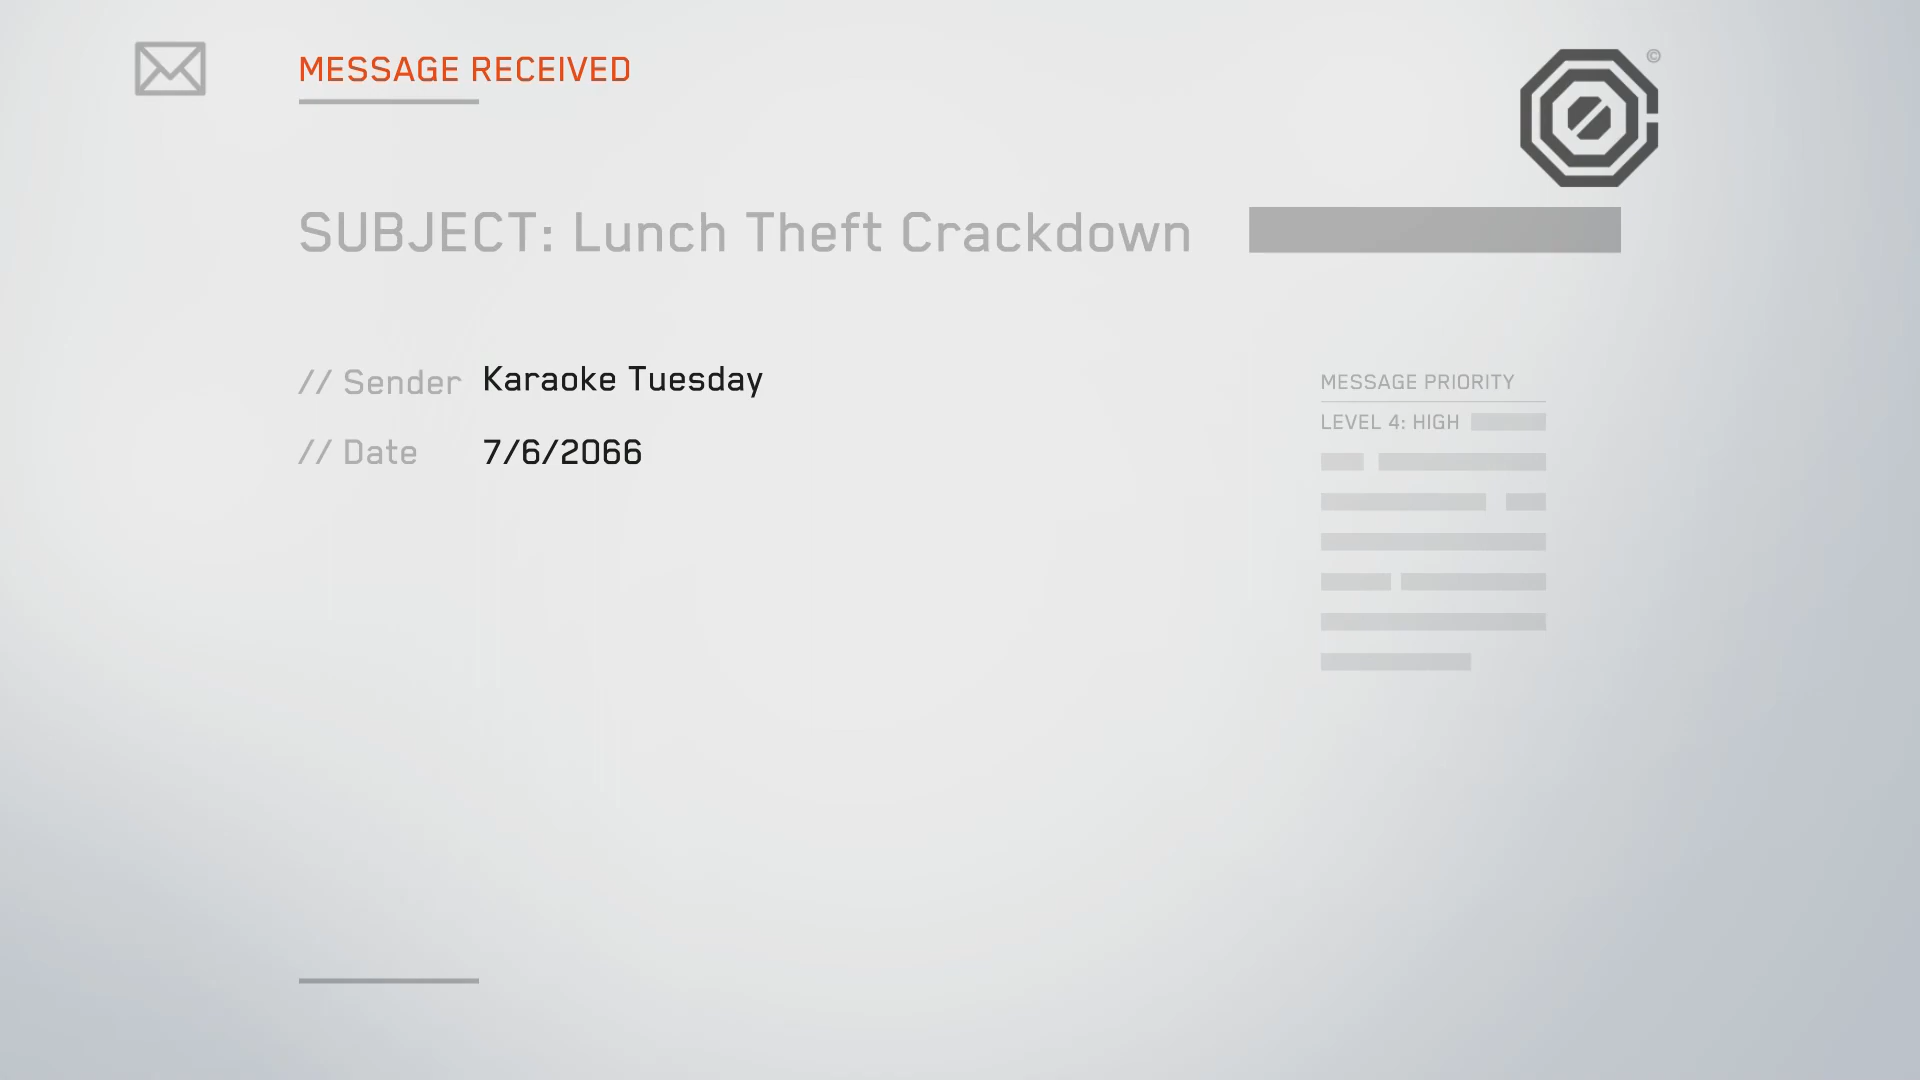 MESSAGE RECEIVED
©
SUBJECT: Lunch Theft Crackdown
// Sender Karaoke Tuesday
// Date 7/6/2066
MESSAGE PRIORITY
LEVEL 4: HIGH